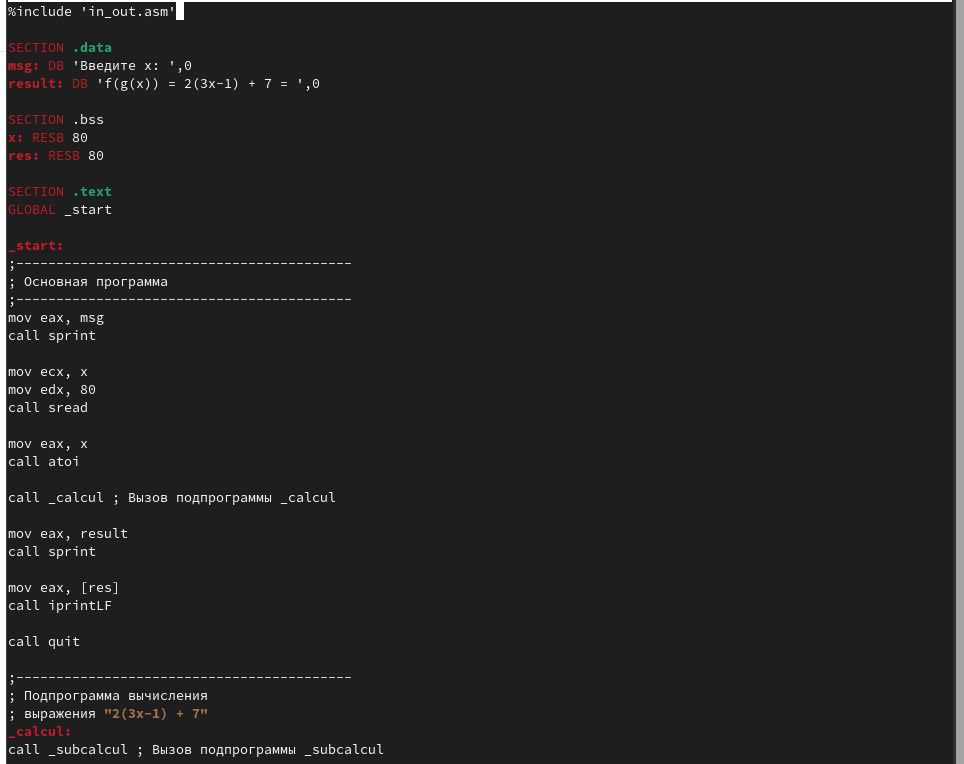 %include 'in_out.asm'
SECTION .data
msg: DB 'Введите x: ',0
result: DB 'f(g(x)) = 2(3x-1) + 7 = ',0
SECTION .bss
x: RESB 80
res: RESB 80
SECTION .text
GLOBAL _start
_start:
;------------------------------------------
; Основная программа
;------------------------------------------
mov eax, msg
call sprint
mov ecx, x
mov edx, 80
call sread
mov eax, x
call atoi
call _calcul ; Вызов подпрограммы _calcul
mov eax, result
call sprint
mov eax, [res]
call iprintLF
call quit
;------------------------------------------
; Подпрограмма вычисления
; выражения "2(3x-1) + 7"
_calcul:
call _subcalcul ; Вызов подпрограммы _subcalcul